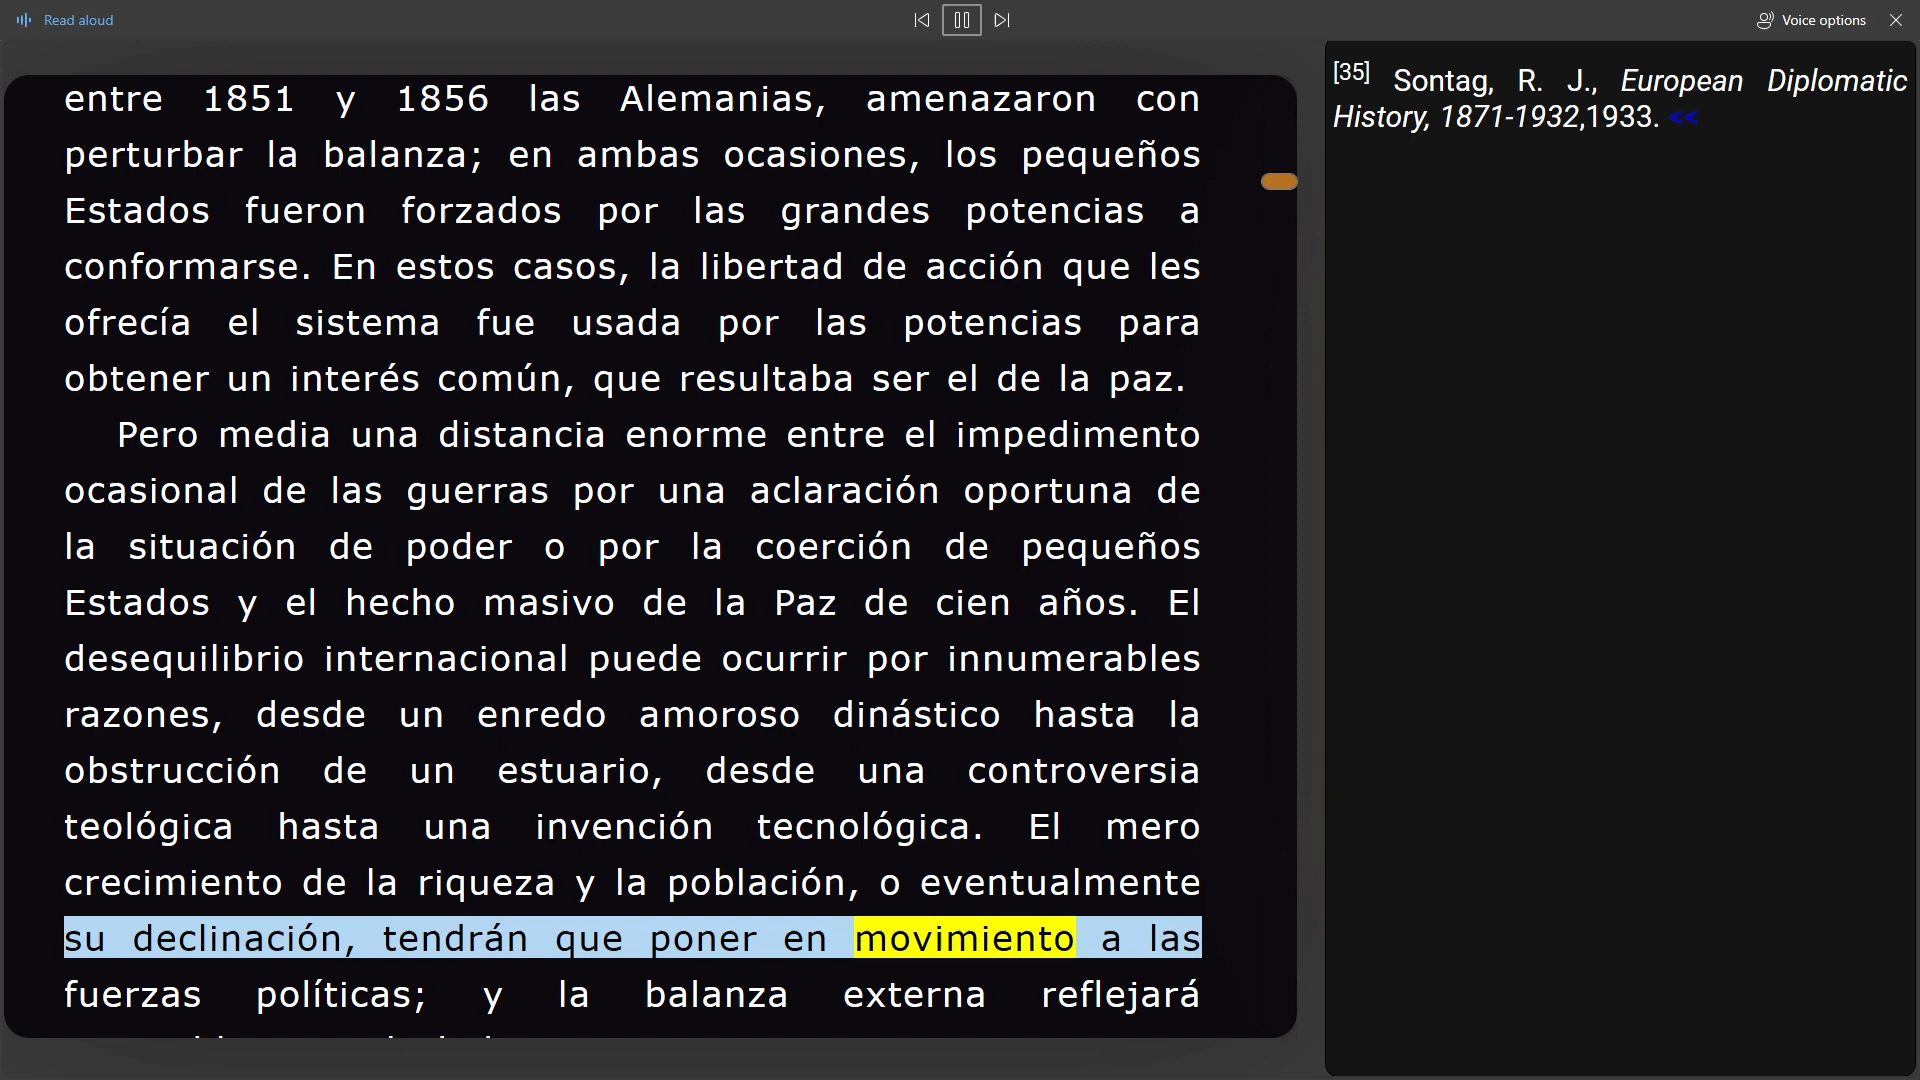 Read aloud
Voice options
entre 1851 y 1856 las Alemanias, amenazaron con
perturbar la balanza; en ambas ocasiones, los pequeños
Estados fueron forzados por las grandes potencias a
conformarse. En estos casos, la libertad de acción que les
ofrecía el sistema fue usada por las potencias para
obtener un interés común, que resultaba ser el de la paz.
Pero media una distancia enorme entre el impedimento
ocasional de las guerras por una aclaración oportuna de
la situación de poder o por la coerción de pequeños
Estados y el hecho masivo de la Paz de cien años. El
desequilibrio internacional puede ocurrir por innumerables
razones, desde un enredo amoroso dinástico hasta la
obstrucción de un estuario, desde una controversia
teológica hasta una invención tecnológica. El mero
crecimiento de la riqueza y la población, o eventualmente
su declinación, tendrán que poner en movimiento a las
fuerzas políticas; y la balanza externa reflejará
[35] Sontag, R. J., European Diplomatic
History, 1871-1932,1933. <<